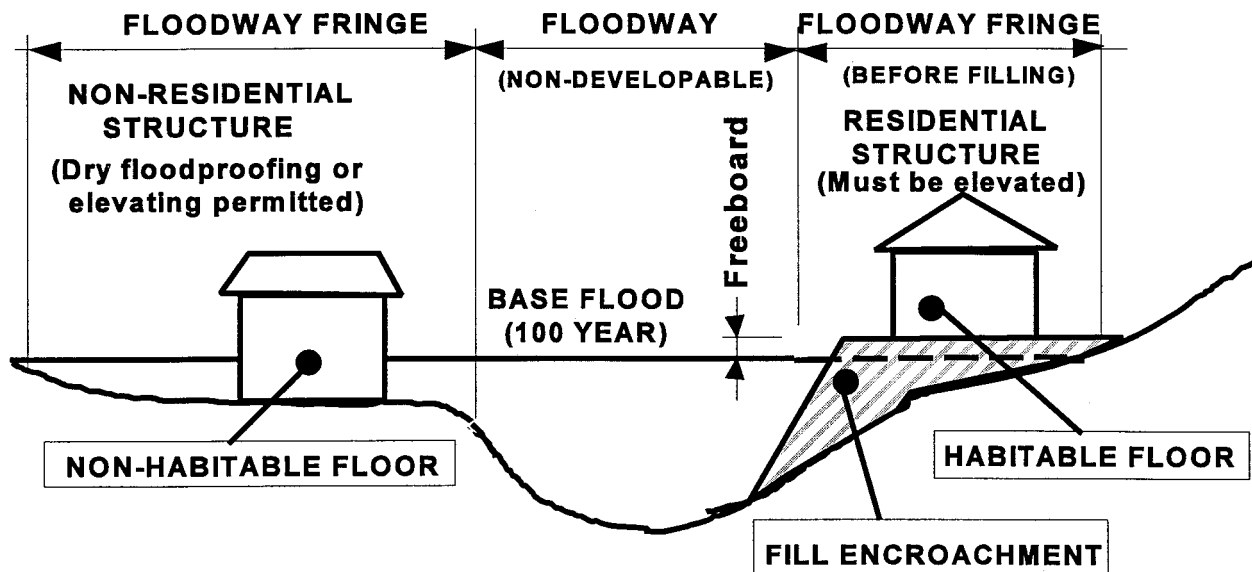 FLOODWAY FRINGE
FLOODWAY
FLOODWAY FRINGE
(NON-DEVELOPABLE)
(BEFORE FILLING)
NON-RESIDENTIAL
STRUCTURE
(Dry floodproofing or
elevating permitted)
RESIDENTIAL
STRUCTURE
(Must be elevated)
Freeboard
BASE FLOOD
(100 YEAR)
NON-HABITABLE FLOOR
HABITABLE FLOOR
FILL ENCROACHMENT